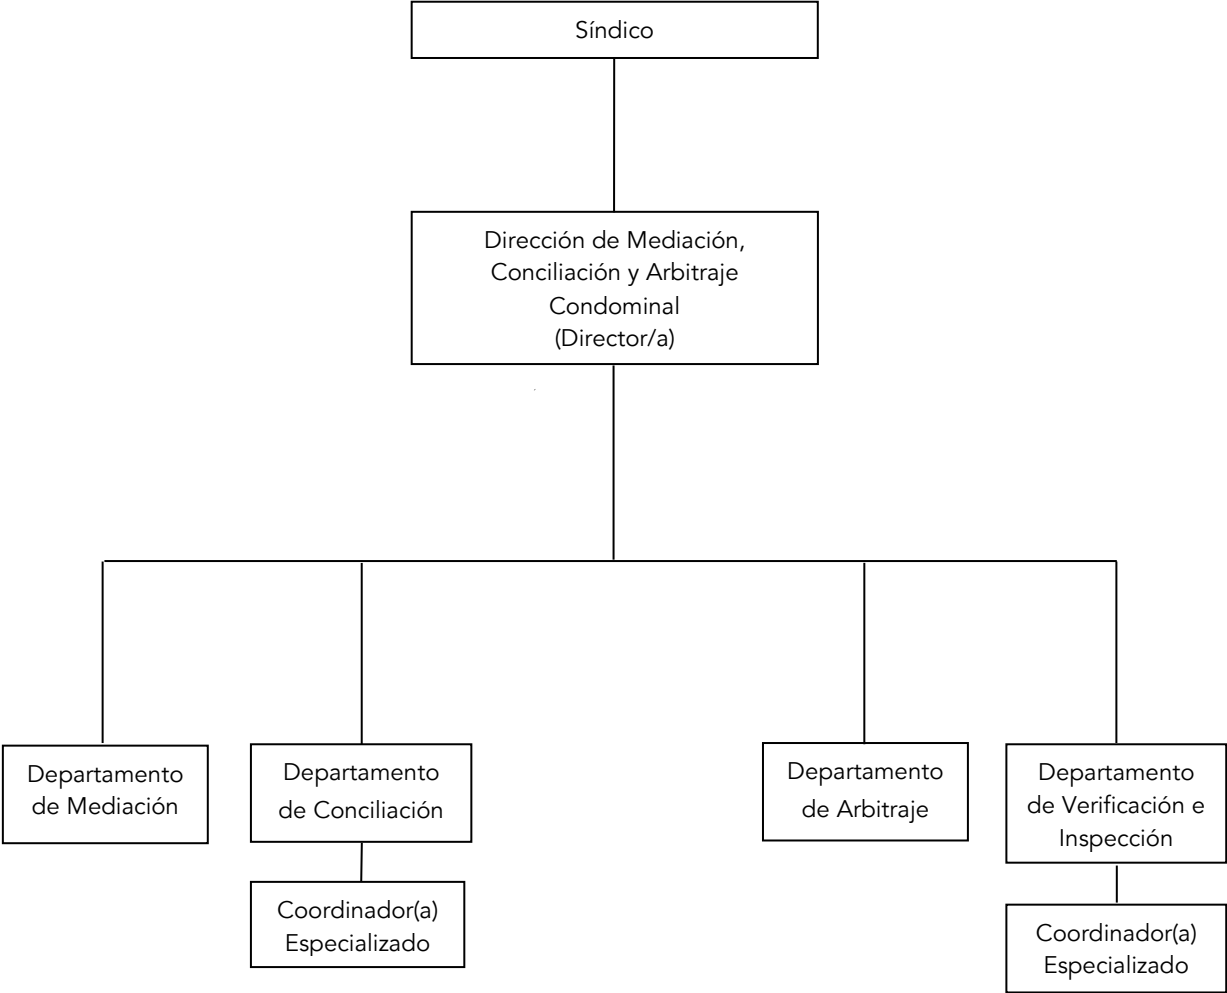 Síndico
Dirección de Mediación,
Conciliación y Arbitraje
Condominal
(Director/a)
Departamento
de Mediación
Departamento
de Conciliación
Departamento
de Arbitraje
Departamento
de Verificación e
Inspección
Coordinador(a)
Especializado
Coordinador(a)
Especializado